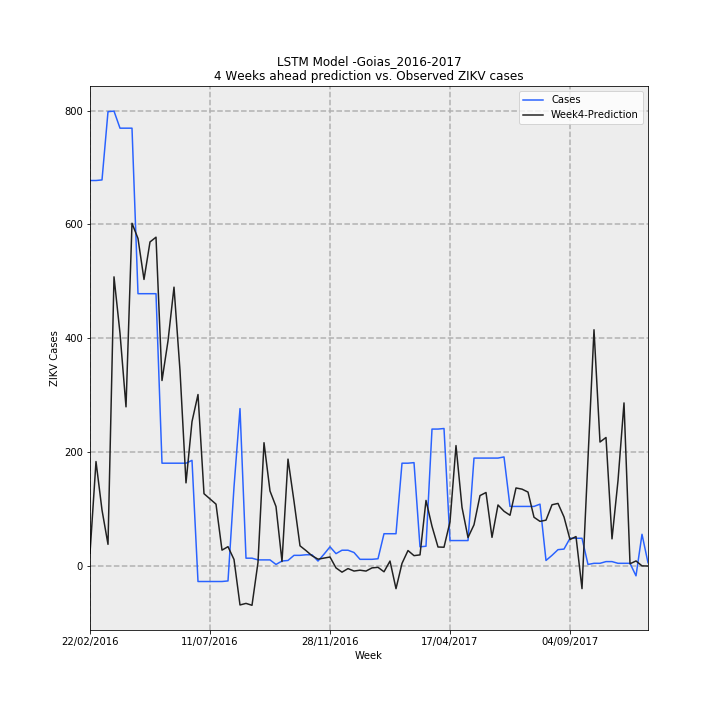 LSTM Model -Goias_2016-2017
4 Weeks ahead prediction vs. Observed ZIKV cases
Cases
Week4-Prediction
800
600
400
200
0
ZIKV Cases
22/02/2016
11/07/2016
28/11/2016
17/04/2017
04/09/2017
Week